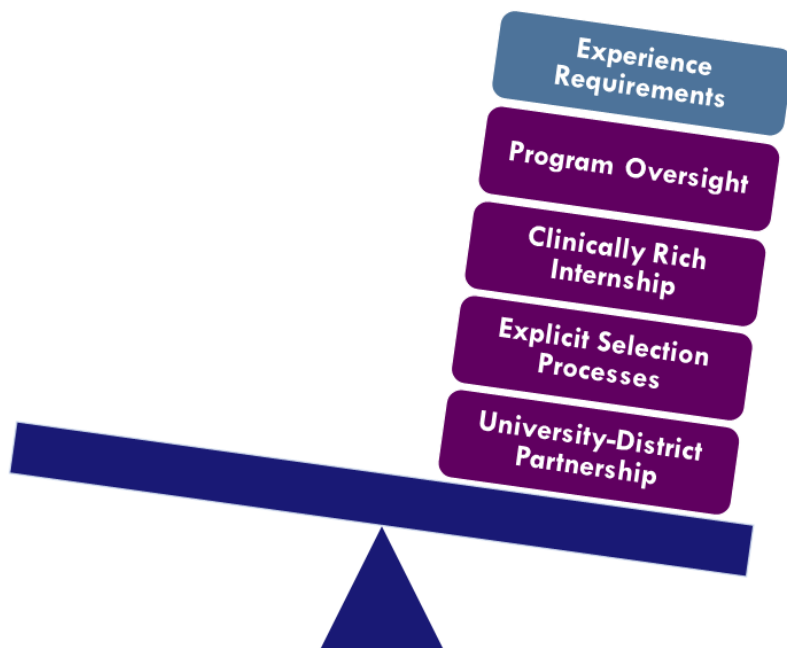 Experience
Requirements
Program Oversight
Clinically Rich
Internship
Explicit Selection
Processes
University-District
Partnership